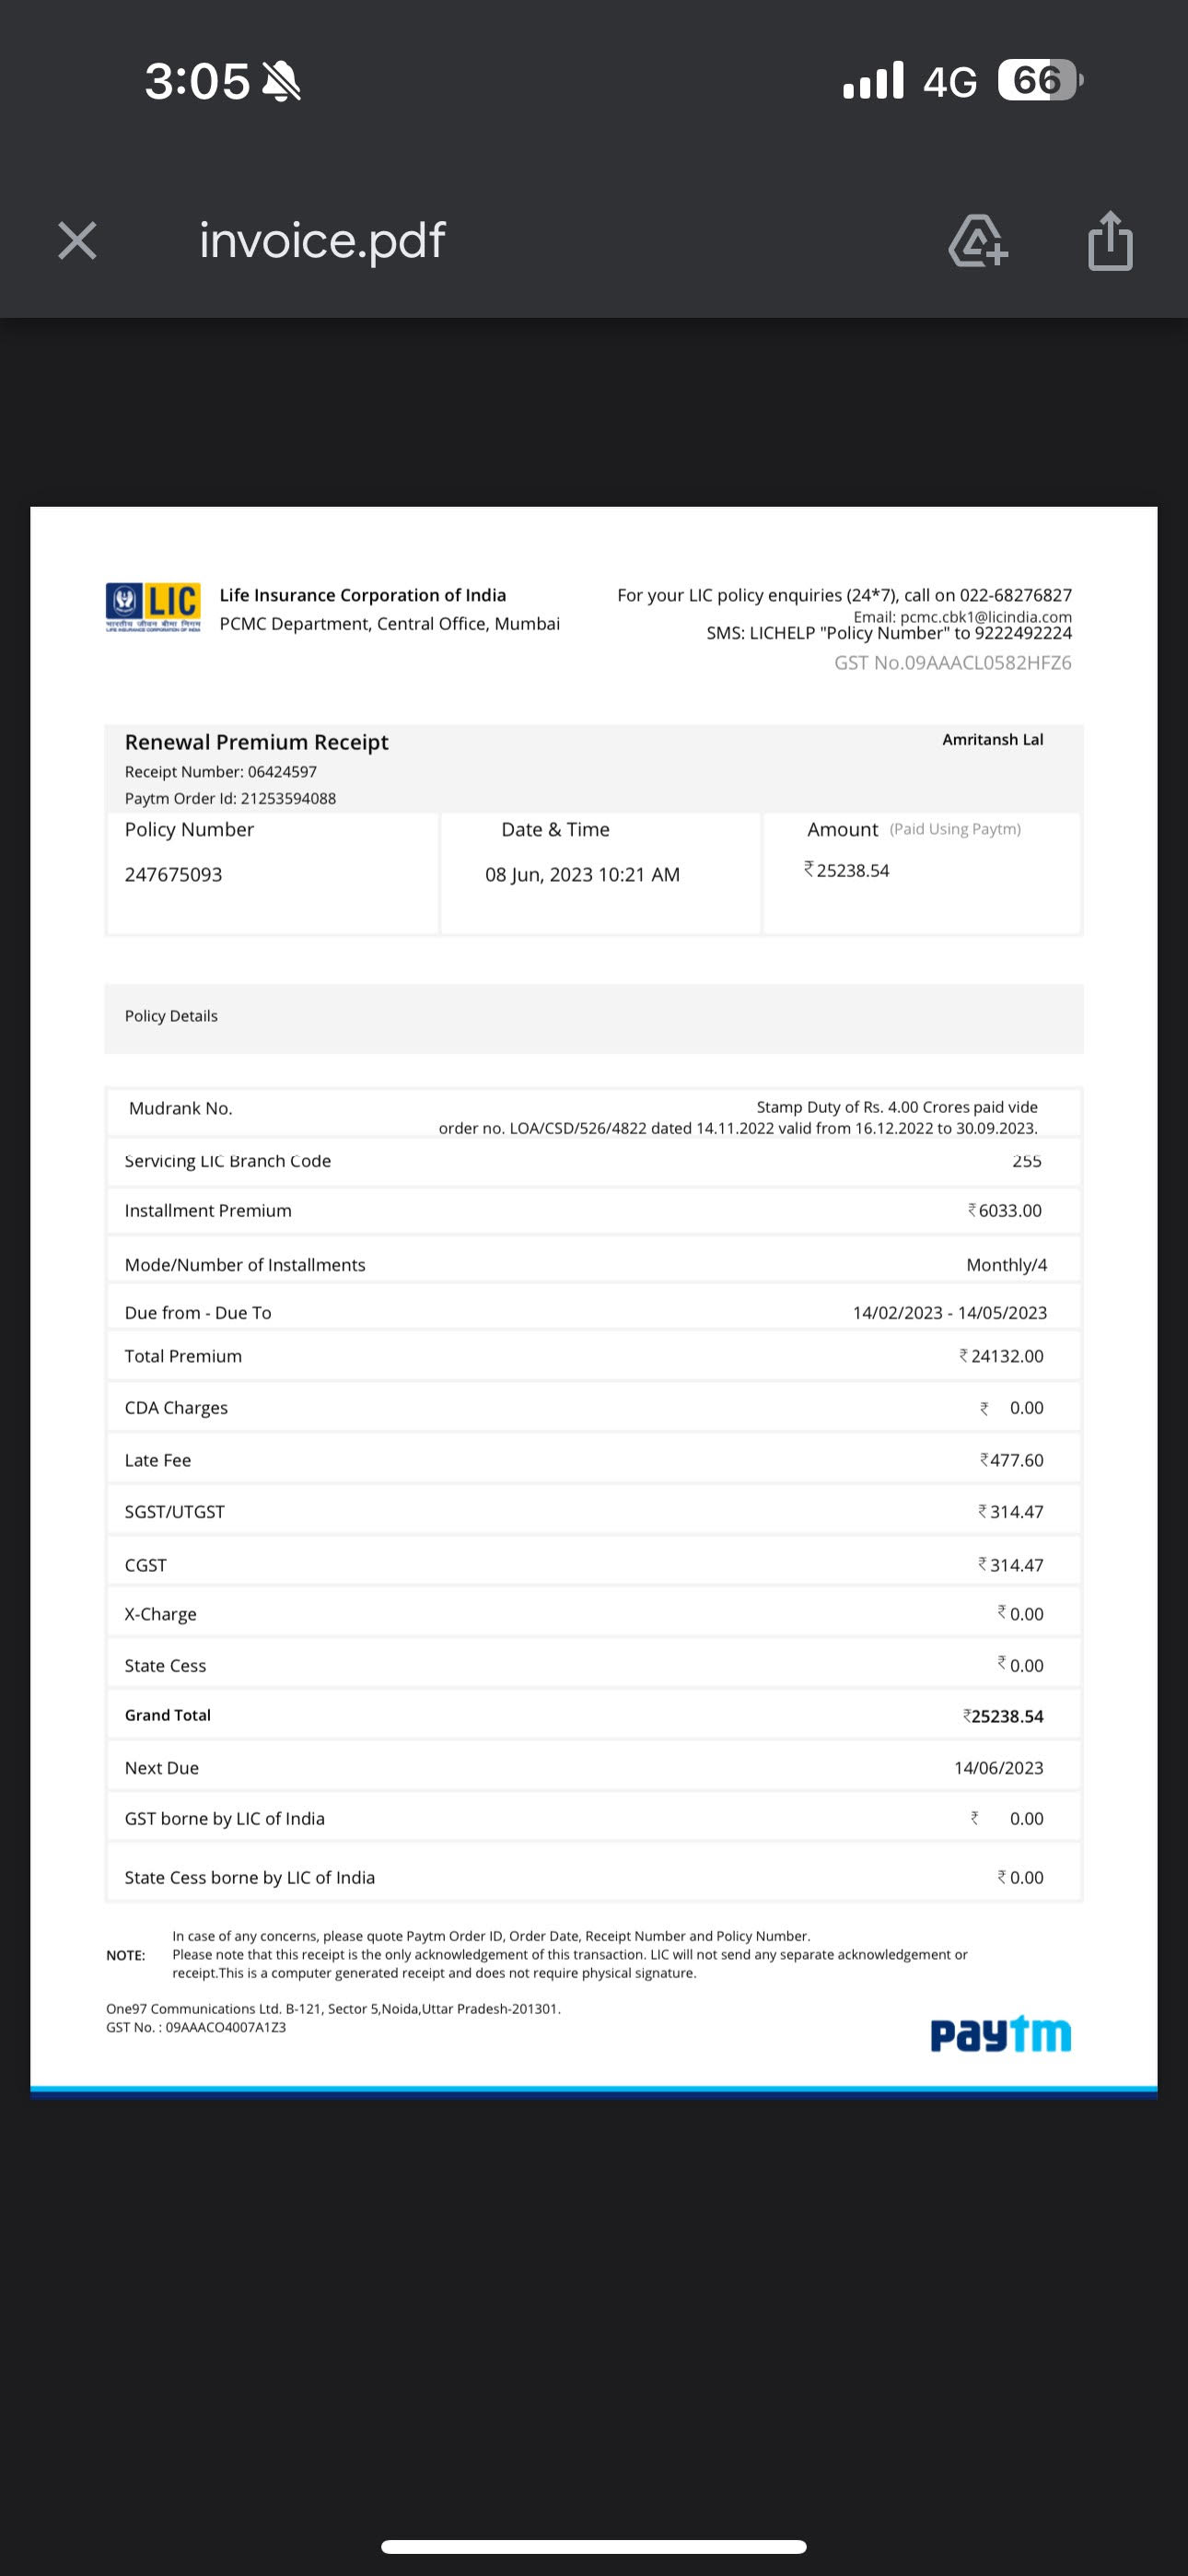 3:05
4G 66
invoice.pdf
LIC
भारतीय जीवन बीमा निगम
LIFE INSURANCE CORPORATION OF INDIA
Life Insurance Corporation of India
PCMC Department, Central Office, Mumbai
For your LIC policy enquiries (24*7), call on 022-68276827
Email: pcmc.cbk1@licindia.com
SMS: LICHELP "Policy Number" to 9222492224
GST No.09AAACL0582HFZ6
Renewal Premium Receipt
Amritansh Lal
Receipt Number: 06424597
Paytm Order Id: 21253594088
Policy Number
Date & Time
Amount (Paid Using Paytm)
247675093
08 Jun, 2023 10:21 AM
₹ 25238.54
Policy Details
Mudrank No.
Stamp Duty of Rs. 4.00 Crores paid vide
order no. LOA/CSD/526/4822 dated 14.11.2022 valid from 16.12.2022 to 30.09.2023.
Servicing LIC Branch Code 255
Installment Premium ₹ 6033.00
Mode/Number of Installments Monthly/4
Due from - Due To 14/02/2023 - 14/05/2023
Total Premium ₹ 24132.00
CDA Charges ₹ 0.00
Late Fee ₹477.60
SGST/UTGST ₹ 314.47
CGST ₹ 314.47
X-Charge ₹ 0.00
State Cess ₹ 0.00
Grand Total ₹25238.54
Next Due 14/06/2023
GST borne by LIC of India ₹ 0.00
State Cess borne by LIC of India ₹ 0.00
In case of any concerns, please quote Paytm Order ID, Order Date, Receipt Number and Policy Number.
NOTE: Please note that this receipt is the only acknowledgement of this transaction. LIC will not send any separate acknowledgement or
receipt.This is a computer generated receipt and does not require physical signature.
One97 Communications Ltd. B-121, Sector 5,Noida,Uttar Pradesh-201301.
GST No. : 09AAACO4007A1Z3
paytm